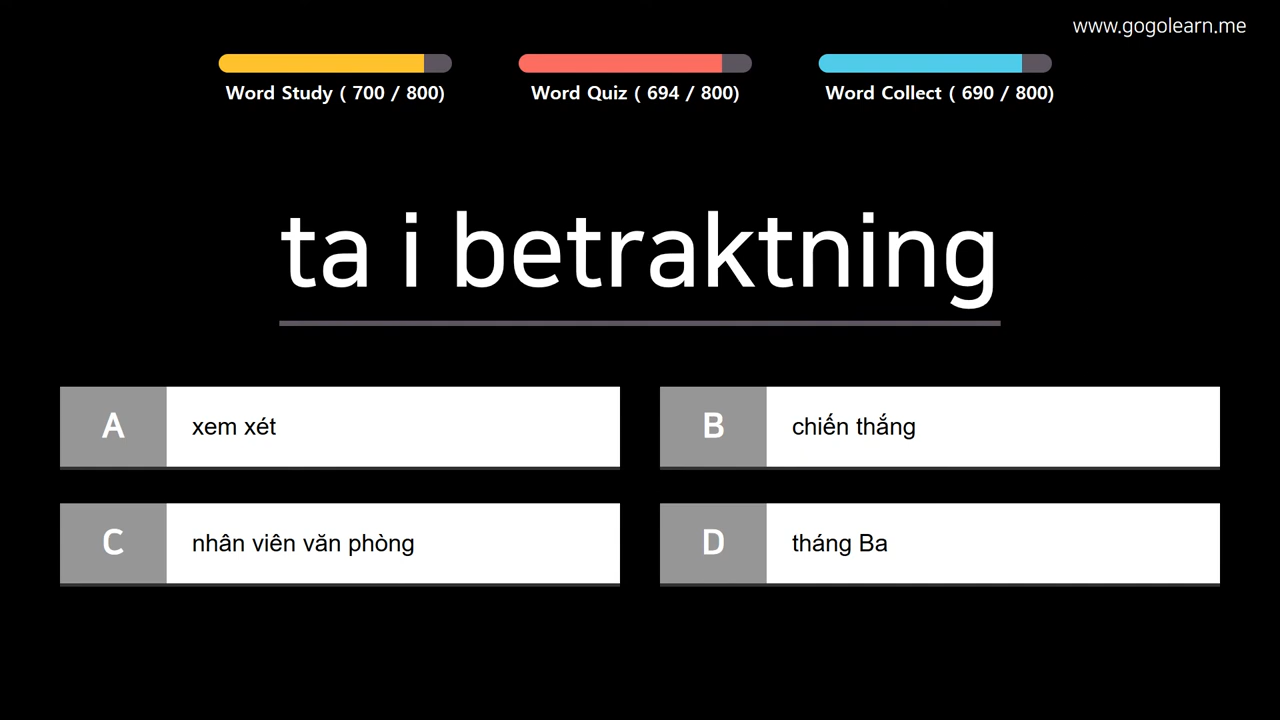 www.gogolearn.me
Word Study ( 700 / 800)
Word Quiz ( 694 / 800)
Word Collect ( 690 / 800)
ta i betraktning
A xem xét
B chiến thắng
C nhân viên văn phòng
D tháng Ba